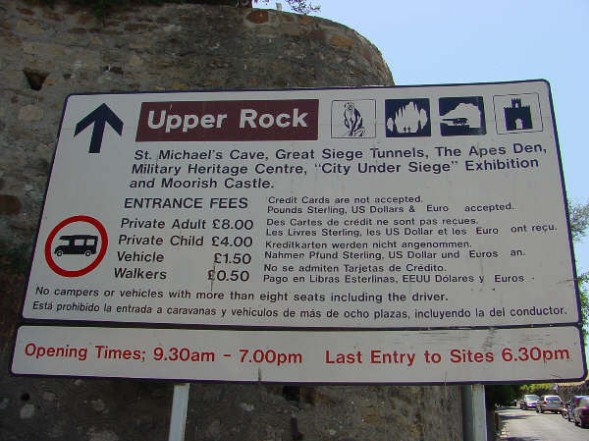 Upper Rock
St. Michael's Cave, Great Siege Tunnels, The Apes Den,
Military Heritage Centre, "City Under Siege" Exhibition
and Moorish Castle.
ENTRANCE FEES
Private Adult £8.00
Private Child £4.00
Vehicle £1.50
Walkers £0.50
Credit Cards are not accepted.
Pounds Sterling, US Dollars & Euro accepted.
Des Cartes de crédit ne sont pas recues.
Les Livres Sterling, les US Dollar et les Euro ont reçu.
Kreditkarten werden nicht angenommen.
Nahmen Pfund Sterling, US Dollar und Euros an.
No se admiten Tarjetas de Crédito.
Pago en Libras Esterlinas, EEUU Dólares y Euros
No campers or vehicles with more than eight seats including the driver.
Está prohibido la entrada a caravanas y vehiculos de más de ocho plazas, incluyendo la del conductor.
Opening Times; 9.30am - 7.00pm Last Entry to Sites 6.30pm